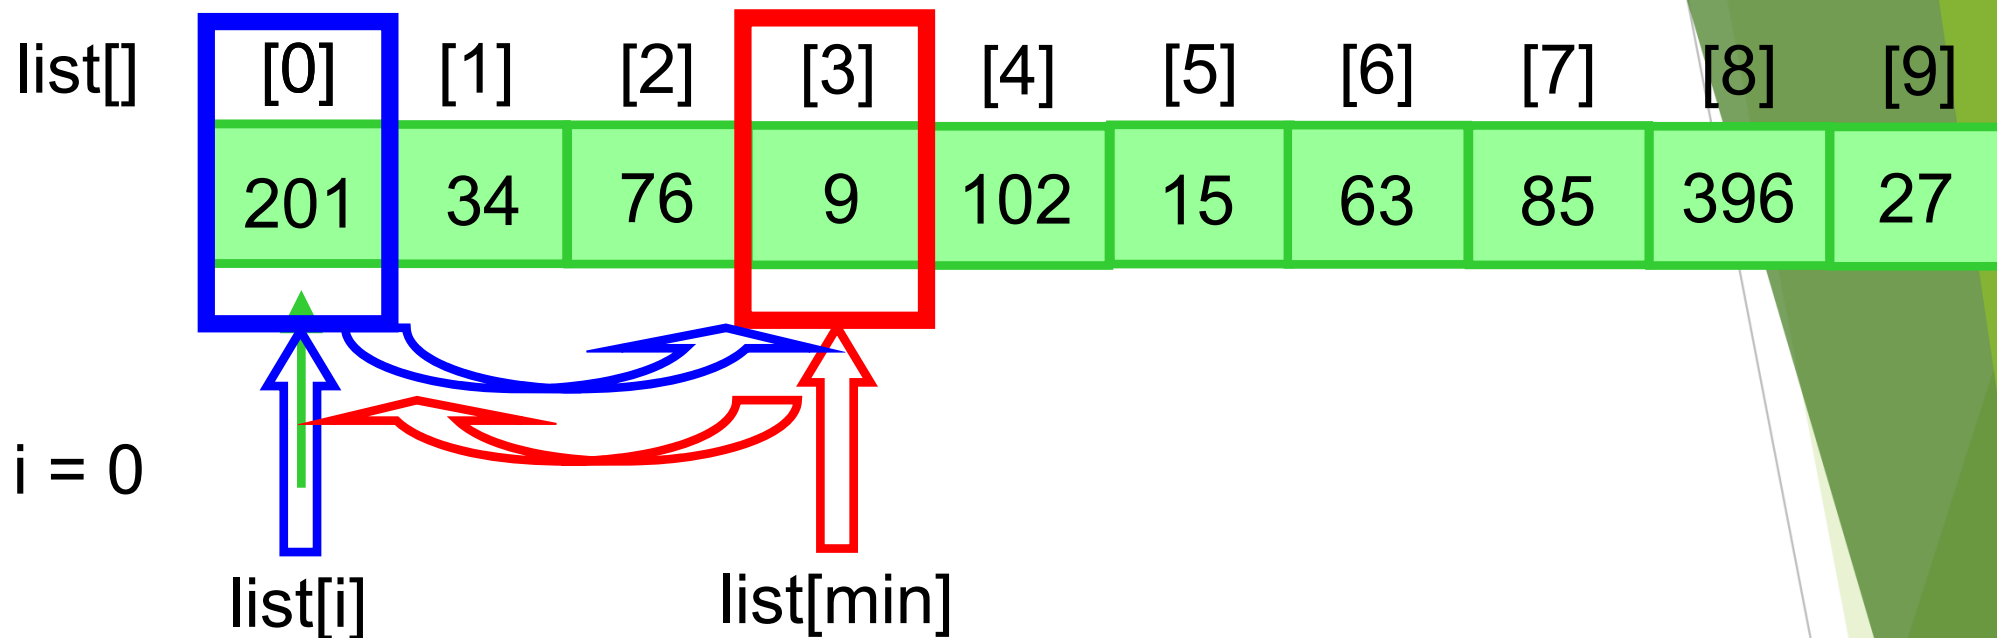 list[] [0] [1] [2] [3] [4] [5] [6] [7] [8] [9]
201 34 76 9 102 15 63 85 396 27
i = 0
list[i] list[min]